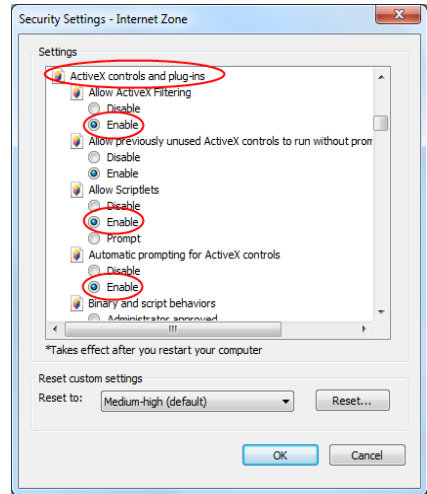 Security Settings - Internet Zone
Settings
ActiveX controls and plug-ins
Allow ActiveX Filtering
Disable
Enable
Allow previously unused ActiveX controls to run without prom
Disable
Enable
Allow Scriptlets
Disable
Enable
Prompt
Automatic prompting for ActiveX controls
Disable
Enable
Binary and script behaviors
Administrator approved
*Takes effect after you restart your computer
Reset custom settings
Reset to:
Medium-high (default)
Reset...
OK
Cancel